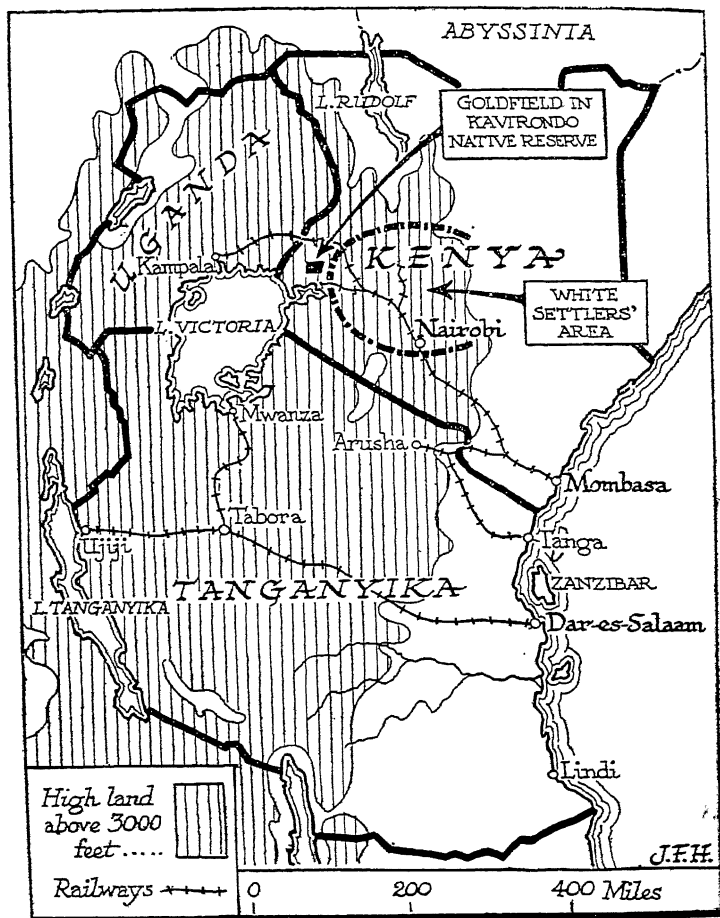 ABYSSINIA
L. RUDOLF
GOLDFIELD IN
KAVIRONDO
NATIVE RESERVE
UGANDA
Kampala
KENYA
WHITE
SETTLERS'
AREA
L. VICTORIA
Nairobi
Mwanza
Arusha
Mombasa
Tabora
Ujiji
Tanga
TANGANYIKA
ZANZIBAR
L. TANGANYIKA
Dar-es-Salaam
Lindi
High land
above 3000
feet.....
J.F.H.
Railways
0 200 400 Miles